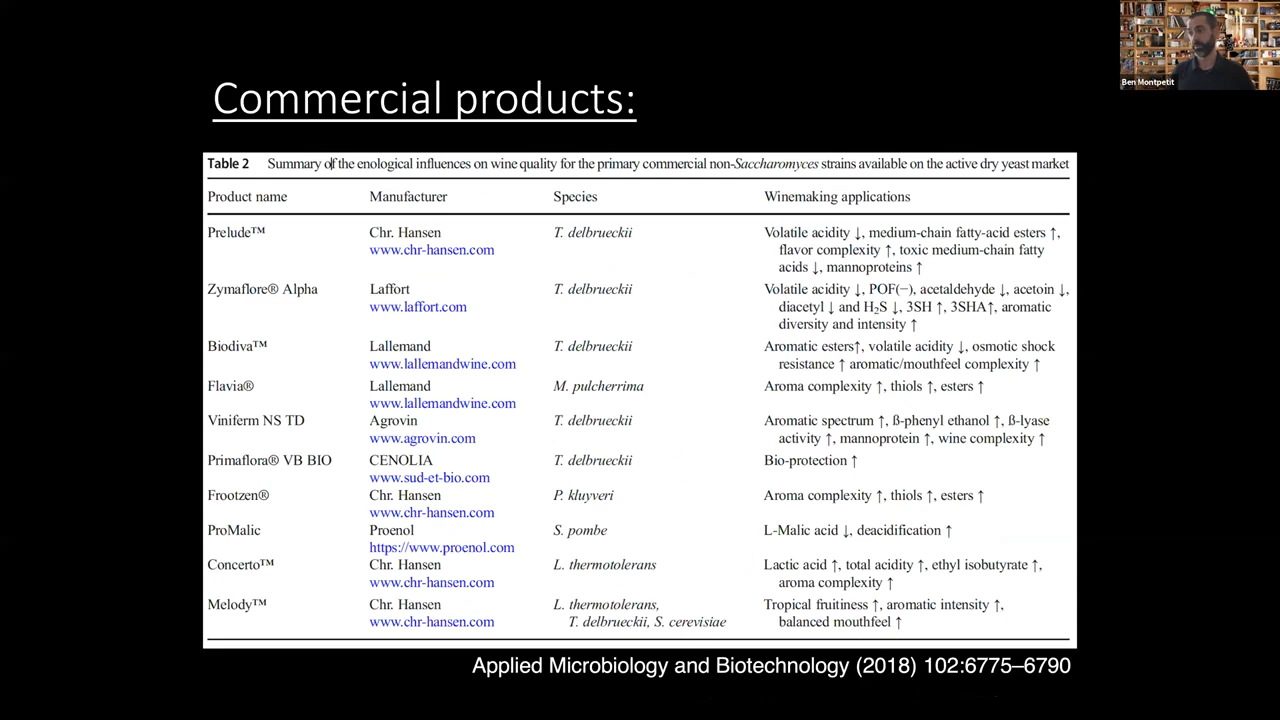 Ben Montpetit
Commercial products:
Table 2 Summary of the enological influences on wine quality for the primary commercial non-Saccharomyces strains available on the active dry yeast market
Product name Manufacturer Species Winemaking applications
Prelude™ Chr. Hansen T. delbrueckii Volatile acidity ↓, medium-chain fatty-acid esters ↑,
www.chr-hansen.com flavor complexity ↑, toxic medium-chain fatty
acids ↓, mannoproteins ↑
Zymaflore® Alpha Laffort T. delbrueckii Volatile acidity ↓, POF(−), acetaldehyde ↓, acetoin ↓,
www.laffort.com diacetyl ↓ and H₂S ↓, 3SH ↑, 3SHA↑, aromatic
diversity and intensity ↑
Biodiva™ Lallemand T. delbrueckii Aromatic esters↑, volatile acidity ↓, osmotic shock
www.lallemandwine.com resistance ↑ aromatic/mouthfeel complexity ↑
Flavia® Lallemand M. pulcherrima Aroma complexity ↑, thiols ↑, esters ↑
www.lallemandwine.com
Viniferm NS TD Agrovin T. delbrueckii Aromatic spectrum ↑, ß-phenyl ethanol ↑, ß-lyase
www.agrovin.com activity ↑, mannoprotein ↑, wine complexity ↑
Primaflora® VB BIO CENOLIA T. delbrueckii Bio-protection ↑
www.sud-et-bio.com
Frootzen® Chr. Hansen P. kluyveri Aroma complexity ↑, thiols ↑, esters ↑
www.chr-hansen.com
ProMalic Proenol S. pombe L-Malic acid ↓, deacidification ↑
https://www.proenol.com
Concerto™ Chr. Hansen L. thermotolerans Lactic acid ↑, total acidity ↑, ethyl isobutyrate ↑,
www.chr-hansen.com aroma complexity ↑
Melody™ Chr. Hansen L. thermotolerans, Tropical fruitiness ↑, aromatic intensity ↑,
www.chr-hansen.com T. delbrueckii, S. cerevisiae balanced mouthfeel ↑
Applied Microbiology and Biotechnology (2018) 102:6775–6790